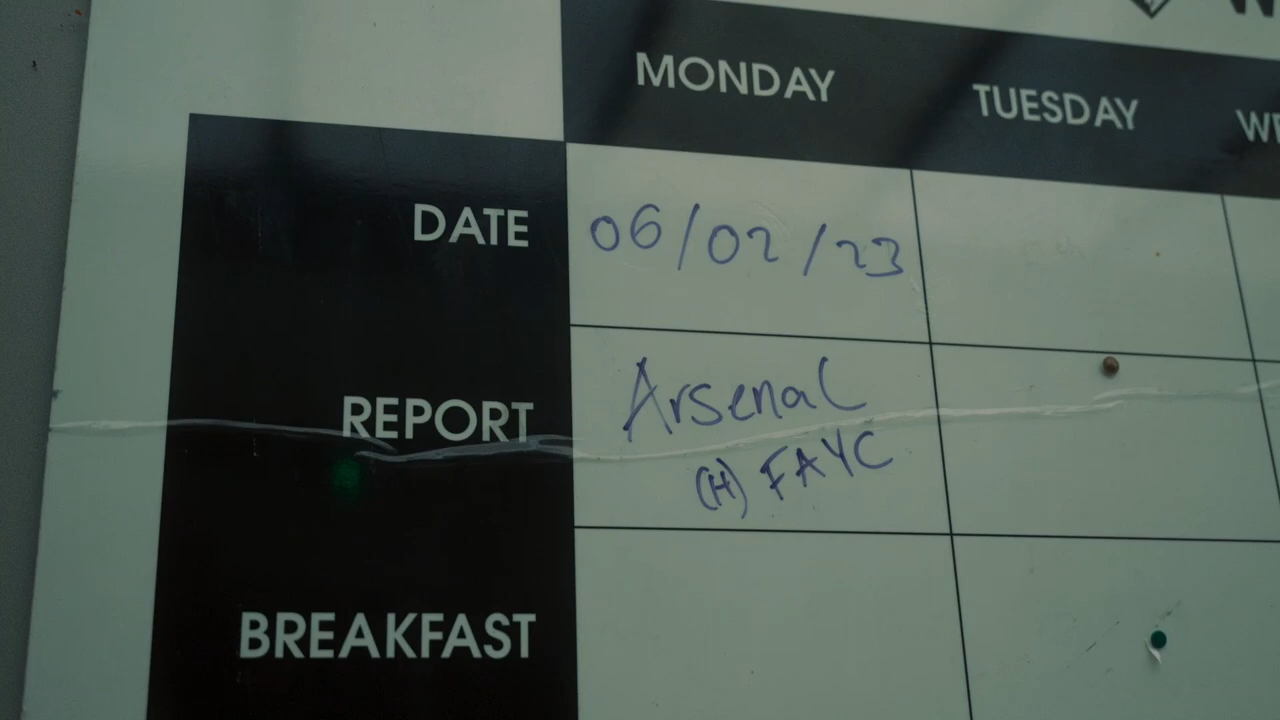 MONDAY TUESDAY
DATE 06/02/23
REPORT Arsenal
(H) FAYC
BREAKFAST